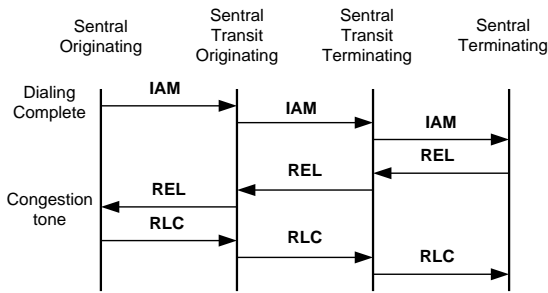 Sentral
Originating
Sentral
Transit
Originating
Sentral
Transit
Terminating
Sentral
Terminating
Dialing
Complete
IAM
IAM
IAM
REL
REL
REL
Congestion
tone
RLC
RLC
RLC